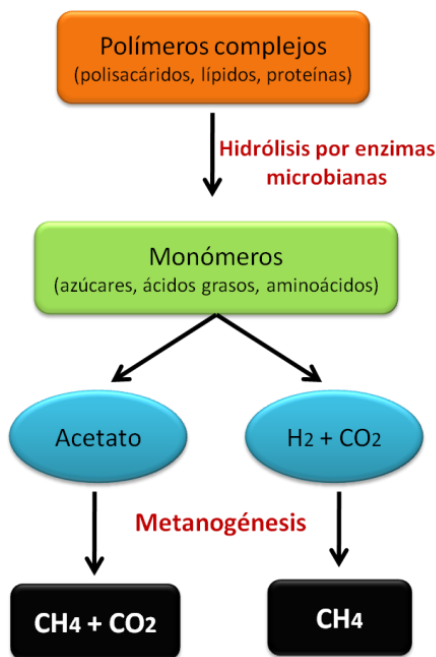 Polímeros complejos
(polisacáridos, lípidos, proteínas)
Hidrólisis por enzimas
microbianas
Monómeros
(azúcares, ácidos grasos, aminoácidos)
Acetato
H2 + CO2
Metanogénesis
CH4 + CO2
CH4